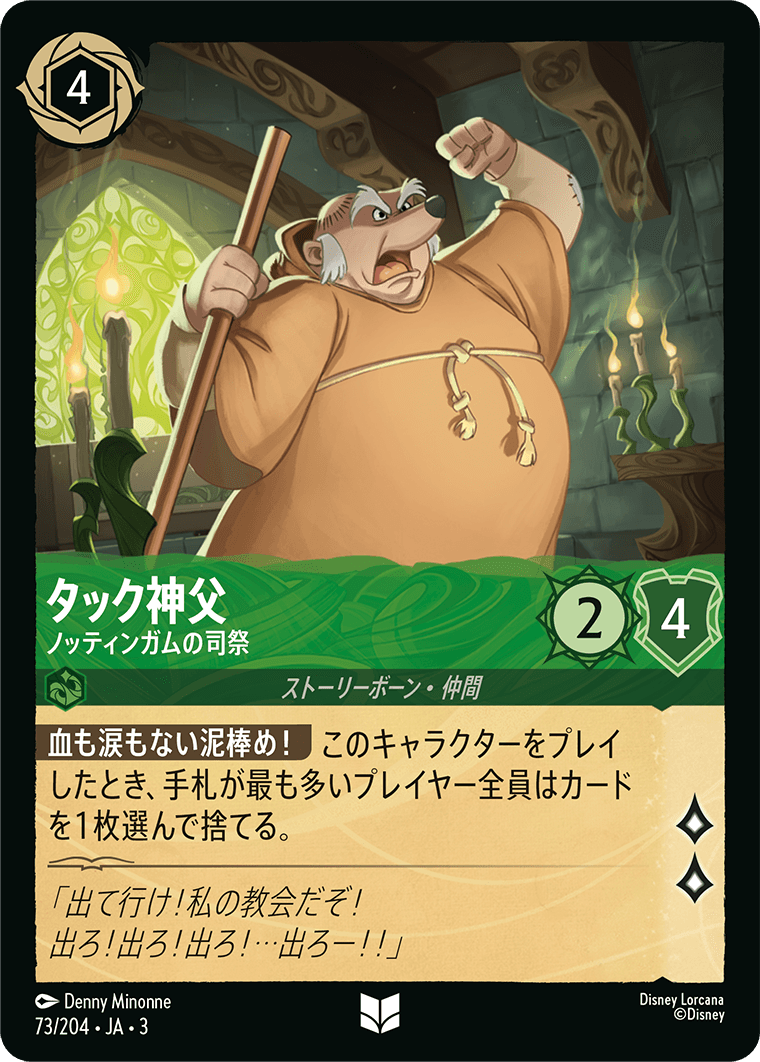 4
タック神父
ノッティンガムの司祭
2
4
ストーリーボーン・仲間
血も涙もない泥棒め! このキャラクターをプレイ
したとき、手札が最も多いプレイヤー全員はカード
を1枚選んで捨てる。
「出て行け!私の教会だぞ!
出ろ!出ろ!出ろ!…出ろー!!」
Denny Minonne
73/204 • JA • 3
Disney Lorcana
©Disney